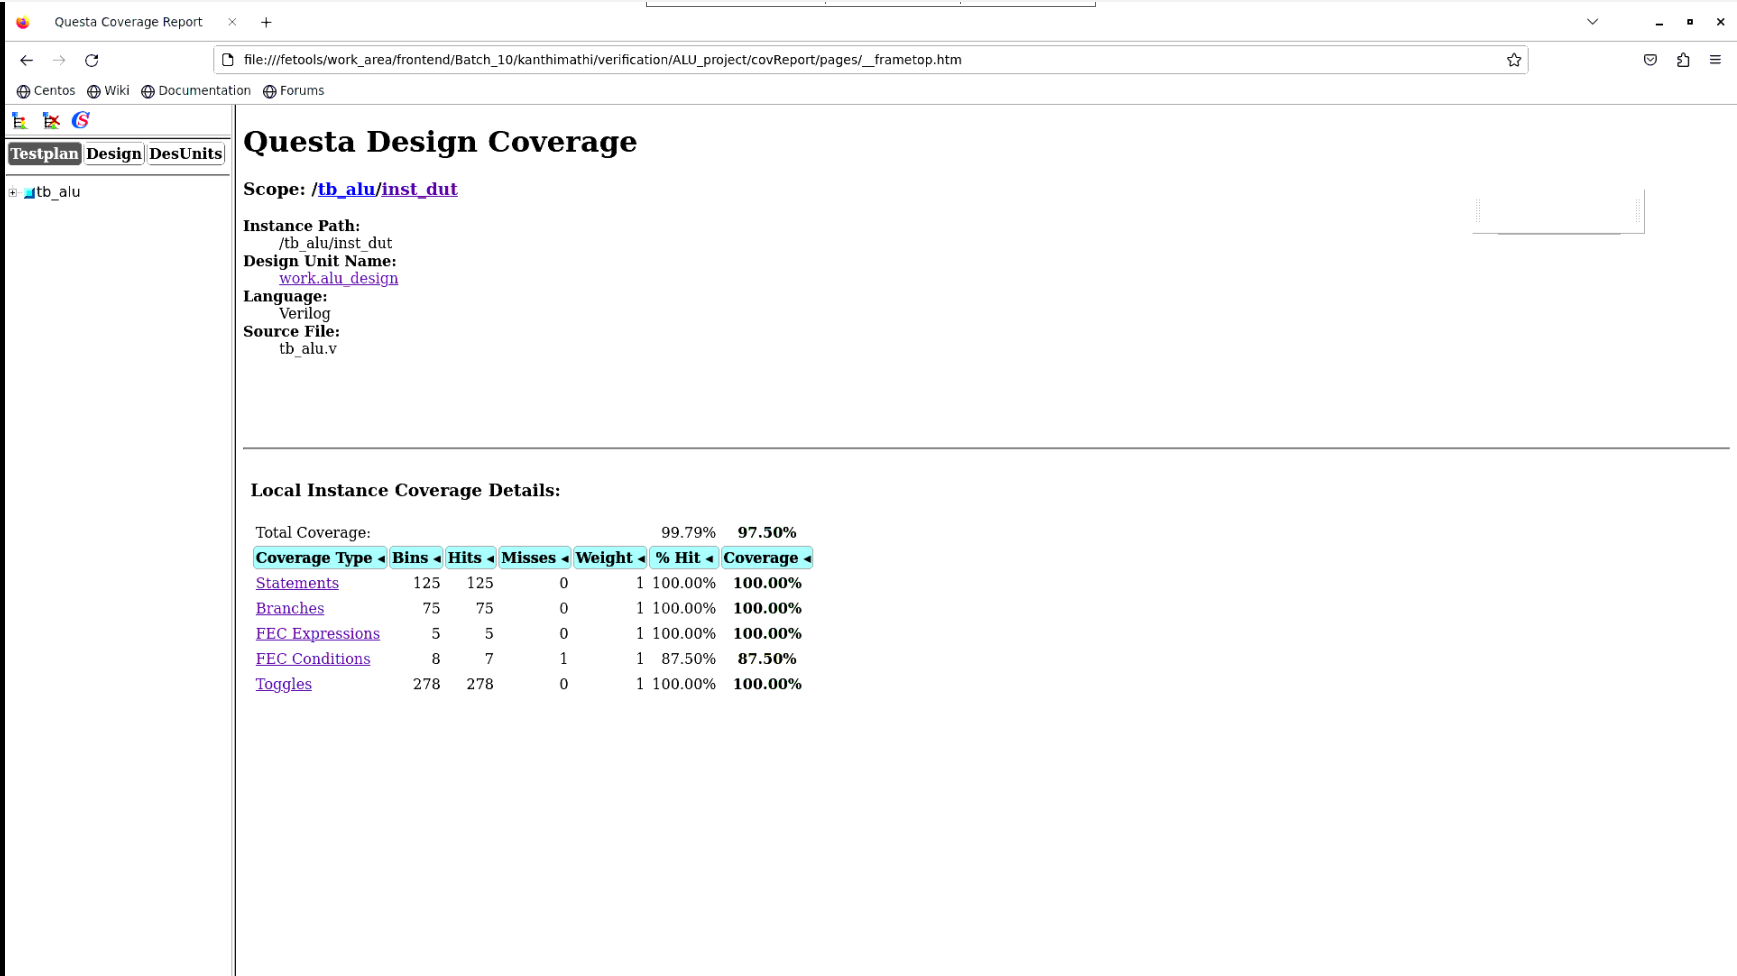 Questa Coverage Report
file:///fetools/work_area/frontend/Batch_10/kanthimathi/verification/ALU_project/covReport/pages/__frametop.htm
Centos Wiki Documentation Forums
Testplan Design DesUnits
tb_alu
Questa Design Coverage
Scope: /tb_alu/inst_dut
Instance Path:
/tb_alu/inst_dut
Design Unit Name:
work.alu_design
Language:
Verilog
Source File:
tb_alu.v
Local Instance Coverage Details:
Total Coverage: 99.79% 97.50%
Coverage Type ◂ Bins ◂ Hits ◂ Misses ◂ Weight ◂ % Hit ◂ Coverage ◂
Statements 125 125 0 1 100.00% 100.00%
Branches 75 75 0 1 100.00% 100.00%
FEC Expressions 5 5 0 1 100.00% 100.00%
FEC Conditions 8 7 1 1 87.50% 87.50%
Toggles 278 278 0 1 100.00% 100.00%